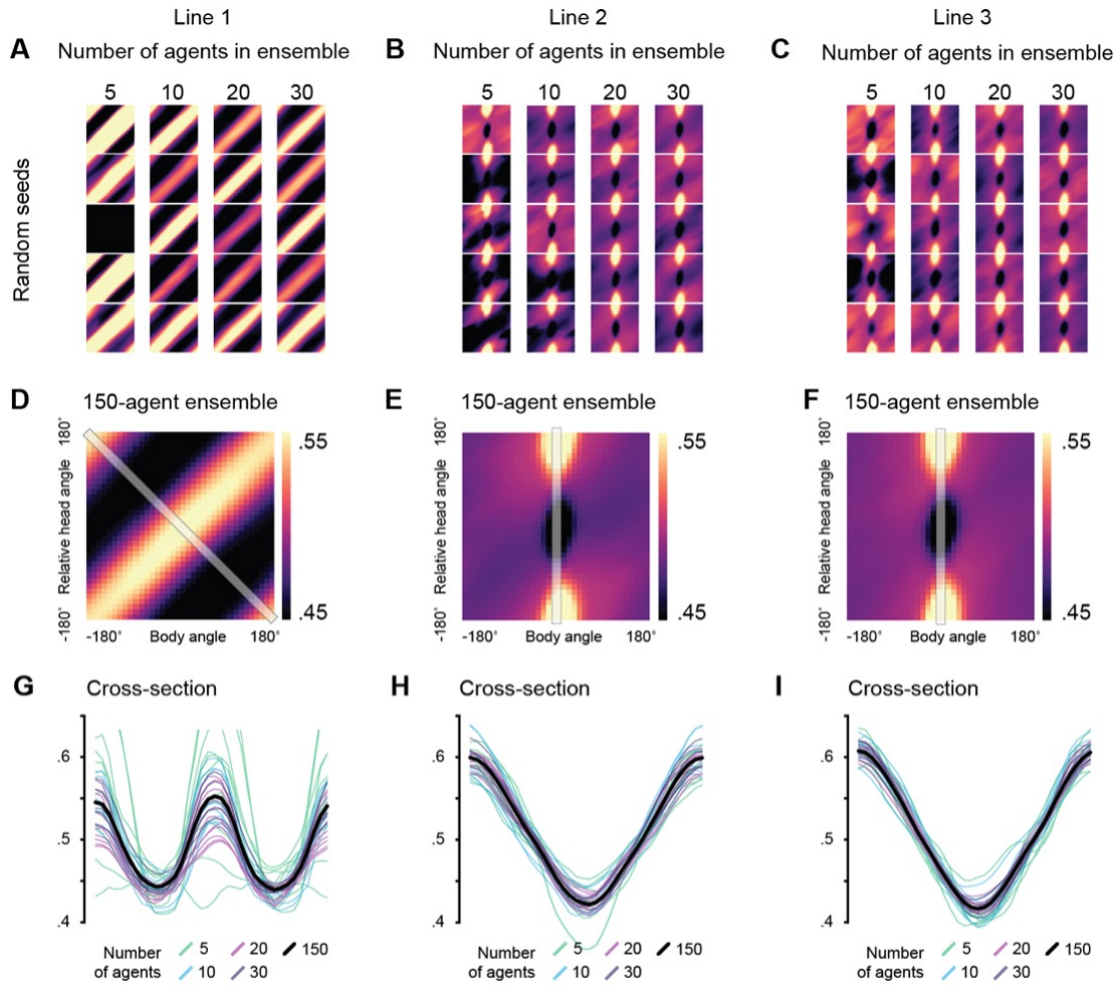 Line 1
Line 2
Line 3
A
Number of agents in ensemble
B
Number of agents in ensemble
C
Number of agents in ensemble
5 10 20 30
5 10 20 30
5 10 20 30
Random seeds
D
150-agent ensemble
E
150-agent ensemble
F
150-agent ensemble
180°
Relative head angle
-180°
.55
.45
-180° Body angle 180°
180°
Relative head angle
-180°
.55
.45
-180° Body angle 180°
180°
Relative head angle
-180°
.55
.45
-180° Body angle 180°
G
Cross-section
H
Cross-section
I
Cross-section
.6
.5
.4
.6
.5
.4
.6
.5
.4
Number of agents
5 20 150
10 30
Number of agents
5 20 150
10 30
Number of agents
5 20 150
10 30